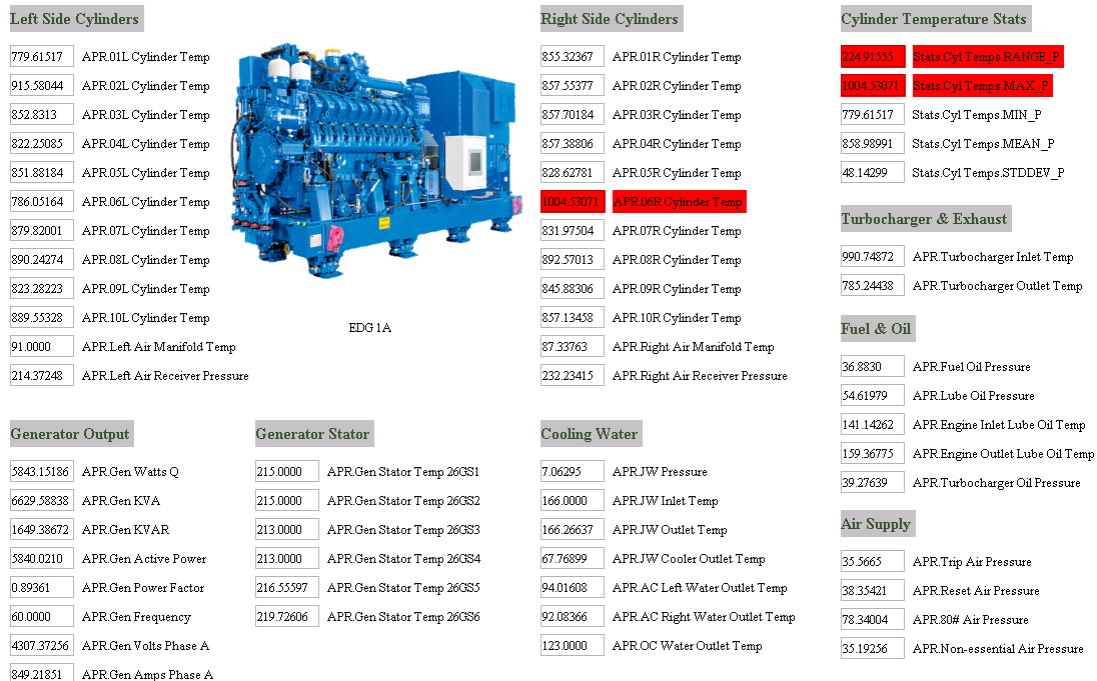 Left Side Cylinders
779.61517 APR.01L Cylinder Temp
915.58044 APR.02L Cylinder Temp
852.8313 APR.03L Cylinder Temp
822.25085 APR.04L Cylinder Temp
851.88184 APR.05L Cylinder Temp
786.05164 APR.06L Cylinder Temp
879.82001 APR.07L Cylinder Temp
890.24274 APR.08L Cylinder Temp
823.28223 APR.09L Cylinder Temp
889.55328 APR.10L Cylinder Temp
91.0000 APR.Left Air Manifold Temp
214.37248 APR.Left Air Receiver Pressure
EDG 1A
Right Side Cylinders
855.32367 APR.01R Cylinder Temp
857.55377 APR.02R Cylinder Temp
857.70184 APR.03R Cylinder Temp
857.38806 APR.04R Cylinder Temp
828.62781 APR.05R Cylinder Temp
1004.53071 APR.06R Cylinder Temp
831.97504 APR.07R Cylinder Temp
892.57013 APR.08R Cylinder Temp
845.88306 APR.09R Cylinder Temp
857.13458 APR.10R Cylinder Temp
87.33763 APR.Right Air Manifold Temp
232.23415 APR.Right Air Receiver Pressure
Cylinder Temperature Stats
224.91555 Stats.Cyl Temps.RANGE_P
1004.53071 Stats.Cyl Temps.MAX_P
779.61517 Stats.Cyl Temps.MIN_P
858.98991 Stats.Cyl Temps.MEAN_P
48.14299 Stats.Cyl Temps.STDDEV_P
Turbocharger & Exhaust
990.74872 APR.Turbocharger Inlet Temp
785.24438 APR.Turbocharger Outlet Temp
Fuel & Oil
36.8830 APR.Fuel Oil Pressure
54.61979 APR.Lube Oil Pressure
141.14262 APR.Engine Inlet Lube Oil Temp
159.36775 APR.Engine Outlet Lube Oil Temp
39.27639 APR.Turbocharger Oil Pressure
Air Supply
35.5665 APR.Trip Air Pressure
38.35421 APR.Reset Air Pressure
78.34004 APR.80# Air Pressure
35.19256 APR.Non-essential Air Pressure
Generator Output
5843.15186 APR.Gen Watts Q
6629.58838 APR.Gen KVA
1649.38672 APR.Gen KVAR
5840.0210 APR.Gen Active Power
0.89361 APR.Gen Power Factor
60.0000 APR.Gen Frequency
4307.37256 APR.Gen Volts Phase A
849.21851 APR.Gen Amps Phase A
Generator Stator
215.0000 APR.Gen Stator Temp 26GS1
215.0000 APR.Gen Stator Temp 26GS2
213.0000 APR.Gen Stator Temp 26GS3
213.0000 APR.Gen Stator Temp 26GS4
216.55597 APR.Gen Stator Temp 26GS5
219.72606 APR.Gen Stator Temp 26GS6
Cooling Water
7.06295 APR.JW Pressure
166.0000 APR.JW Inlet Temp
166.26637 APR.JW Outlet Temp
67.76899 APR.JW Cooler Outlet Temp
94.01608 APR.AC Left Water Outlet Temp
92.08366 APR.AC Right Water Outlet Temp
123.0000 APR.OC Water Outlet Temp